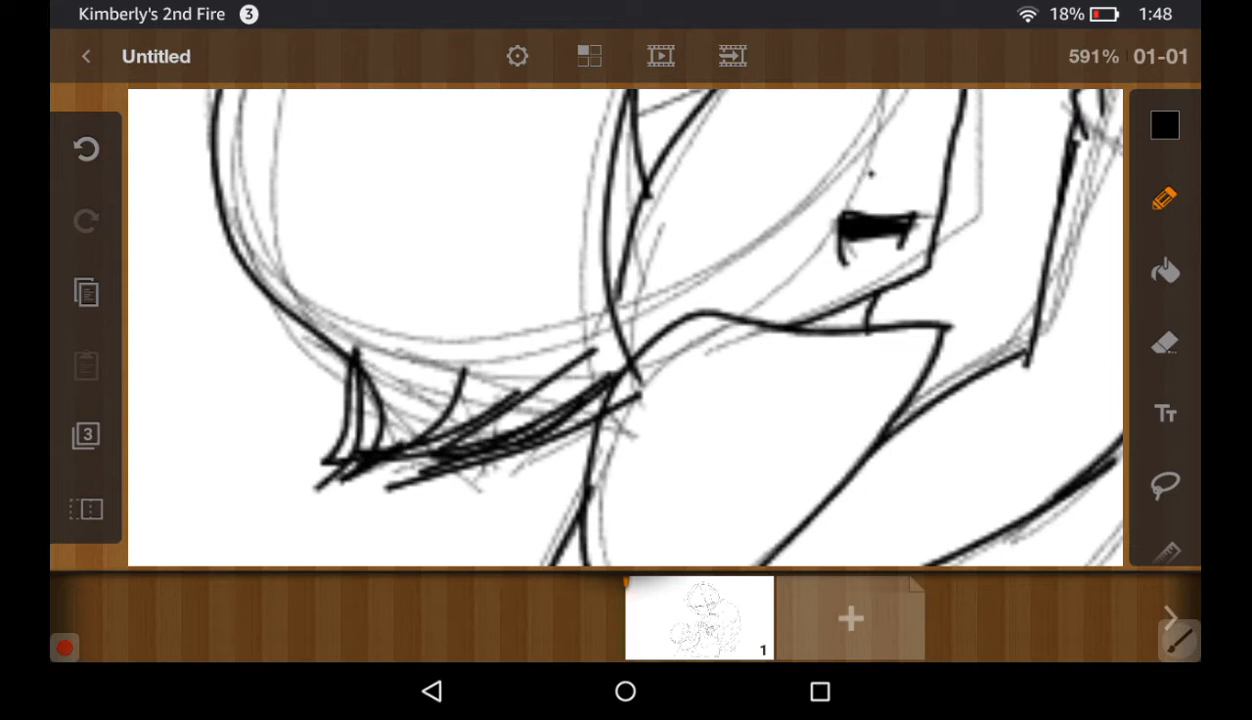 Kimberly's 2nd Fire 3 18% 1:48
Untitled 591% 01-01
3
Tт
1